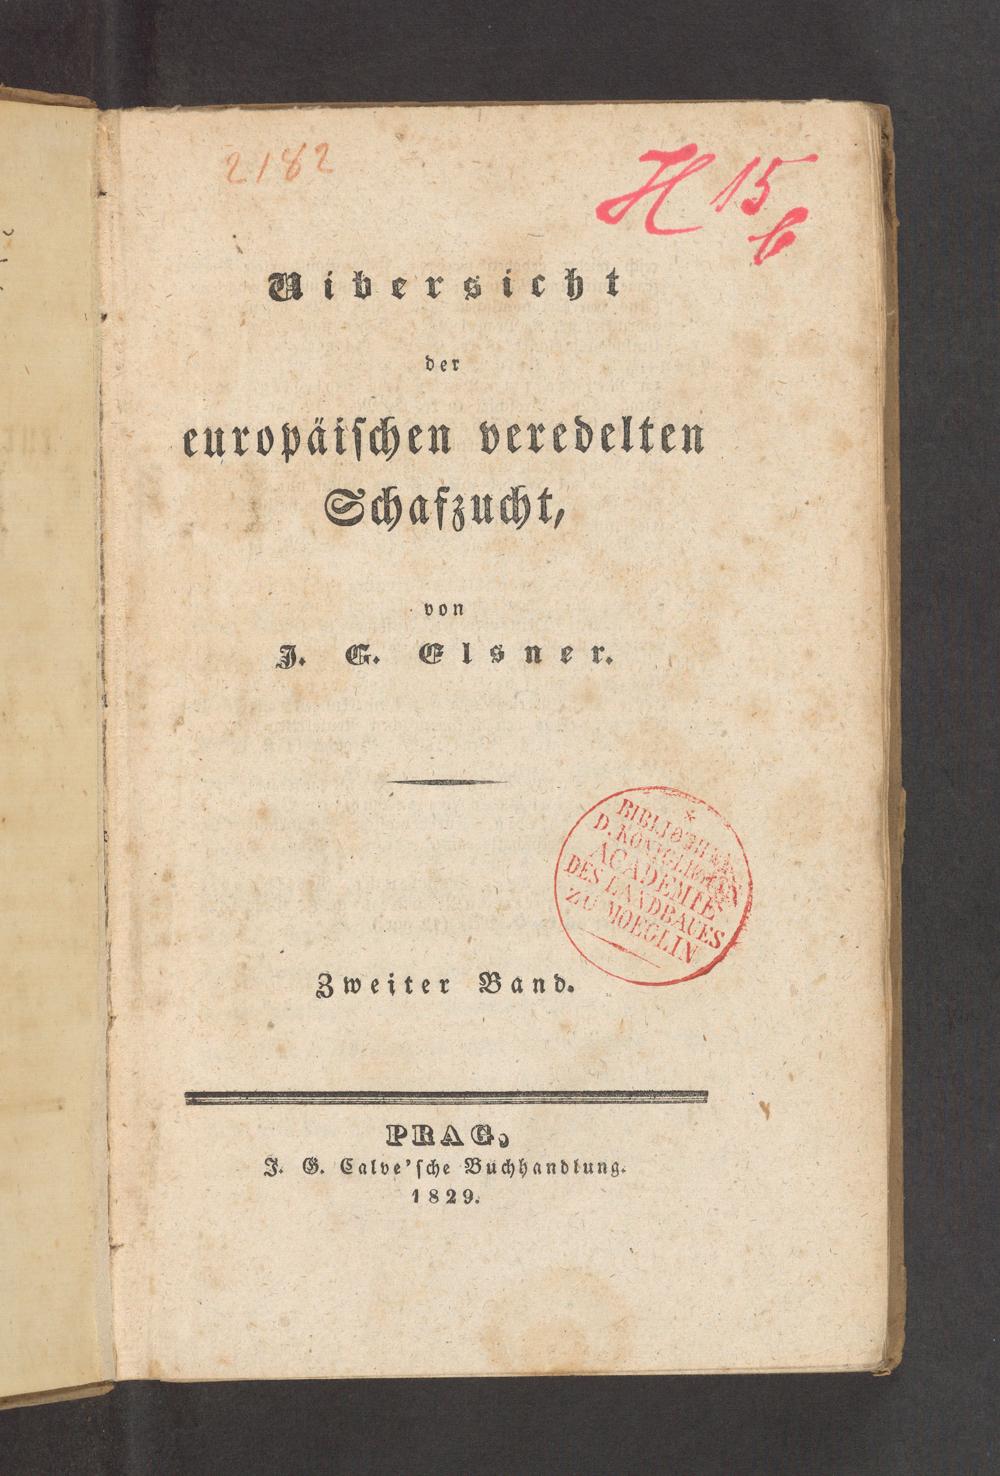 2182
H 15
b
Uibersicht
der
europäischen veredelten
Schafzucht,
von
J. G. Elsner.
BIBLIOTHEK
D. KÖNIGLICHEN
ACADEMIE
DES LANDBAUES
ZU MOEGLIN
Zweiter Band.
PRAG,
J. G. Calve'sche Buchhandlung.
1829.